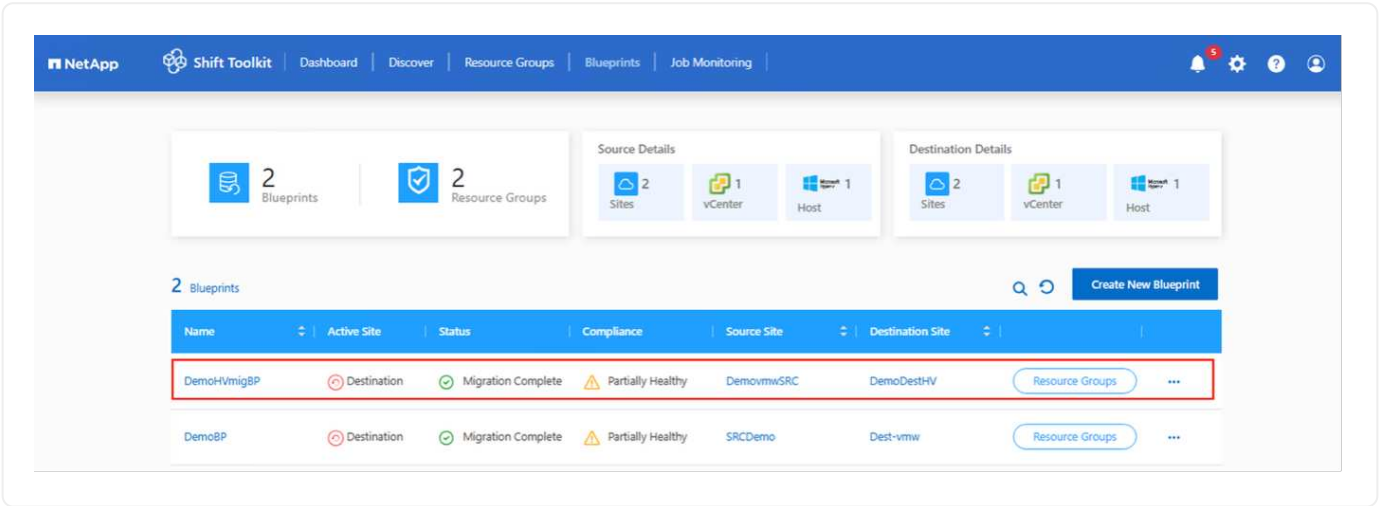 NetApp Shift Toolkit Dashboard Discover Resource Groups Blueprints Job Monitoring 5 ?
2 Blueprints
2 Resource Groups
Source Details
2 Sites
1 vCenter
Microsoft 1 Host
Destination Details
2 Sites
1 vCenter
Microsoft 1 Host
2 Blueprints Create New Blueprint
Name Active Site Status Compliance Source Site Destination Site
DemoHVmigBP Destination Migration Complete Partially Healthy DemovmwSRC DemoDestHV Resource Groups ...
DemoBP Destination Migration Complete Partially Healthy SRCDemo Dest-vmw Resource Groups ...